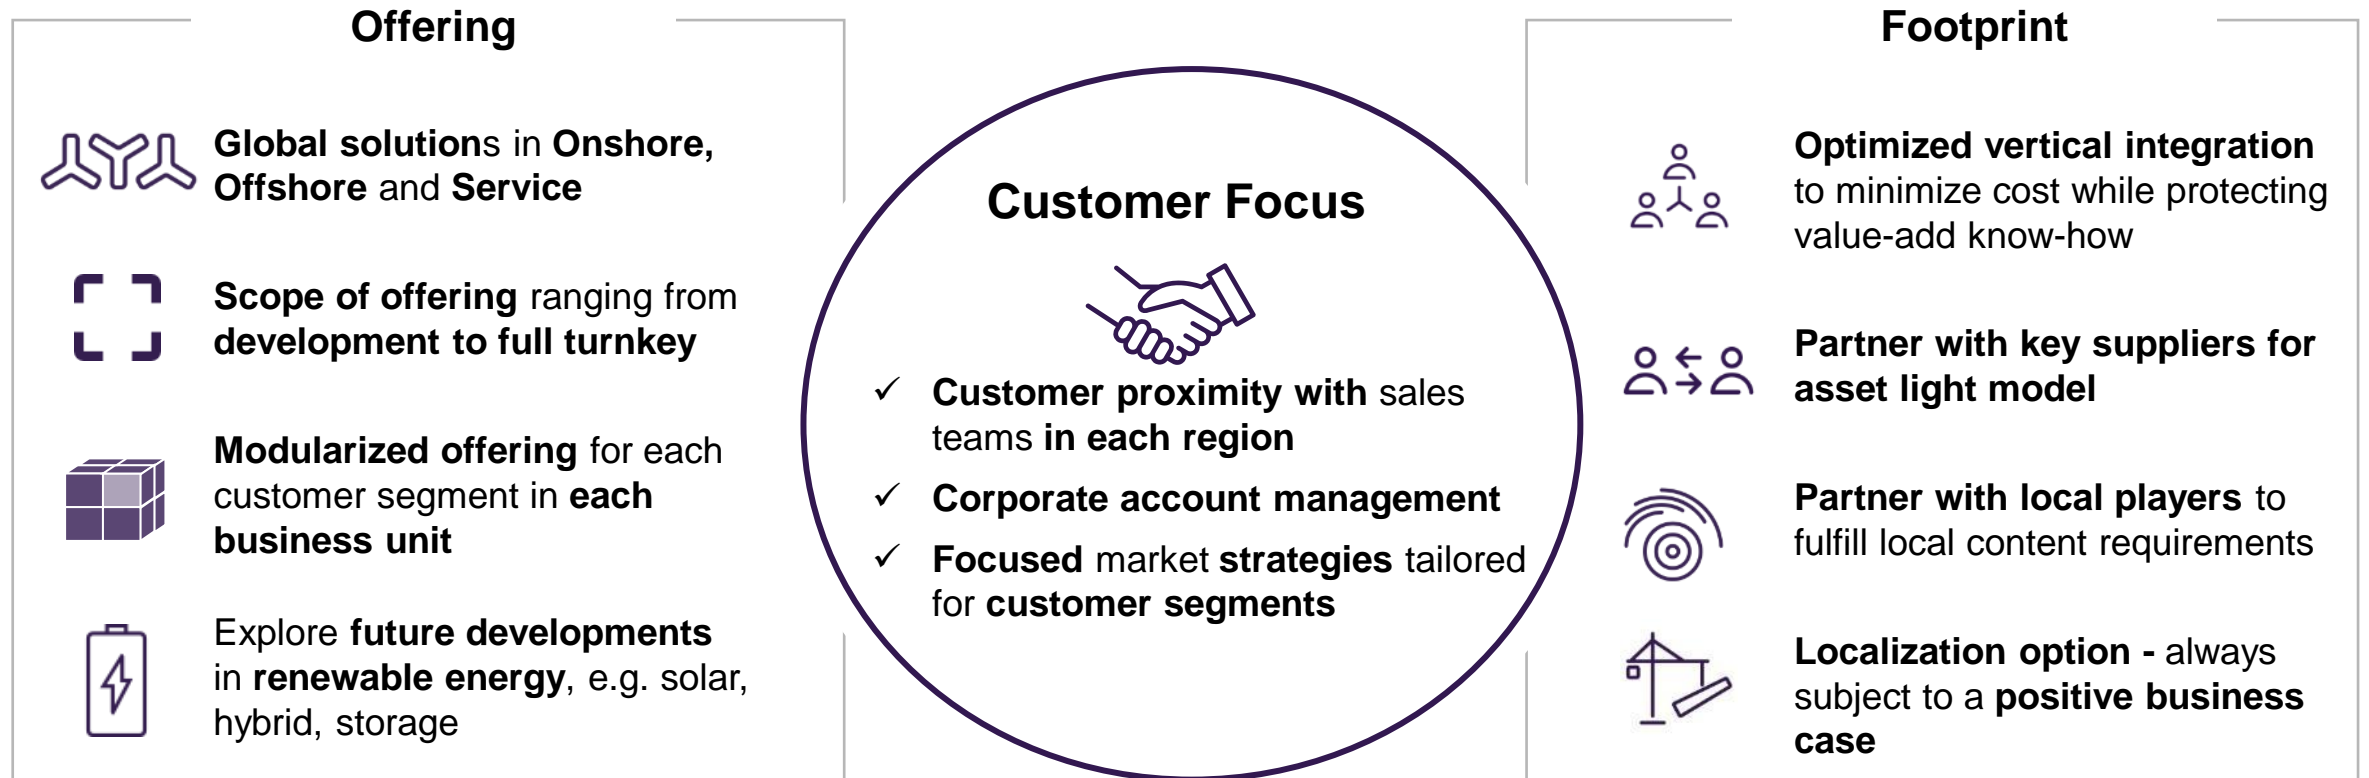 Offering
Global solutions in Onshore,
Offshore and Service
Scope of offering ranging from
development to full turnkey
Modularized offering for each
customer segment in each
business unit
Explore future developments
in renewable energy, e.g. solar,
hybrid, storage
Customer Focus
✓ Customer proximity with sales
teams in each region
✓ Corporate account management
✓ Focused market strategies tailored
for customer segments
Footprint
Optimized vertical integration
to minimize cost while protecting
value-add know-how
Partner with key suppliers for
asset light model
Partner with local players to
fulfill local content requirements
Localization option - always
subject to a positive business
case